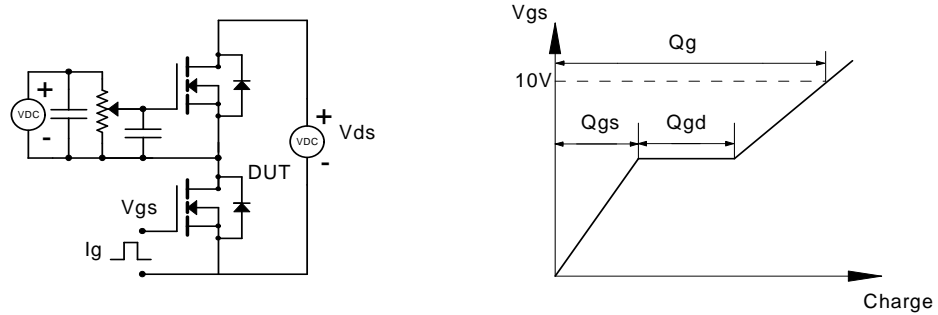 +
VDC
-
+
VDC
-
Vds
DUT
Vgs
Ig
Vgs
Qg
10V
Qgs
Qgd
Charge